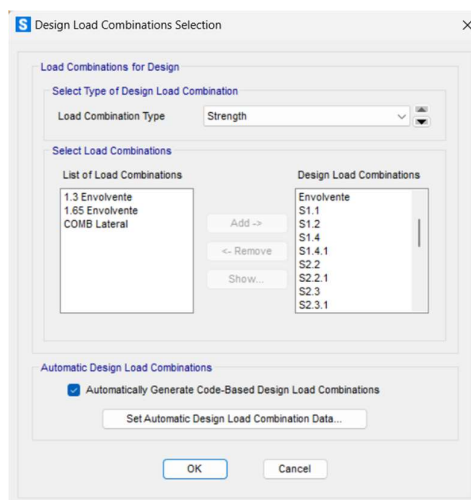 S Design Load Combinations Selection
Load Combinations for Design
Select Type of Design Load Combination
Load Combination Type Strength
Select Load Combinations
List of Load Combinations
1.3 Envolvente
1.65 Envolvente
COMB Lateral
Add ->
<- Remove
Show...
Design Load Combinations
Envolvente
S1.1
S1.2
S1.4
S1.4.1
S2.2
S2.2.1
S2.3
S2.3.1
Automatic Design Load Combinations
Automatically Generate Code-Based Design Load Combinations
Set Automatic Design Load Combination Data...
OK Cancel